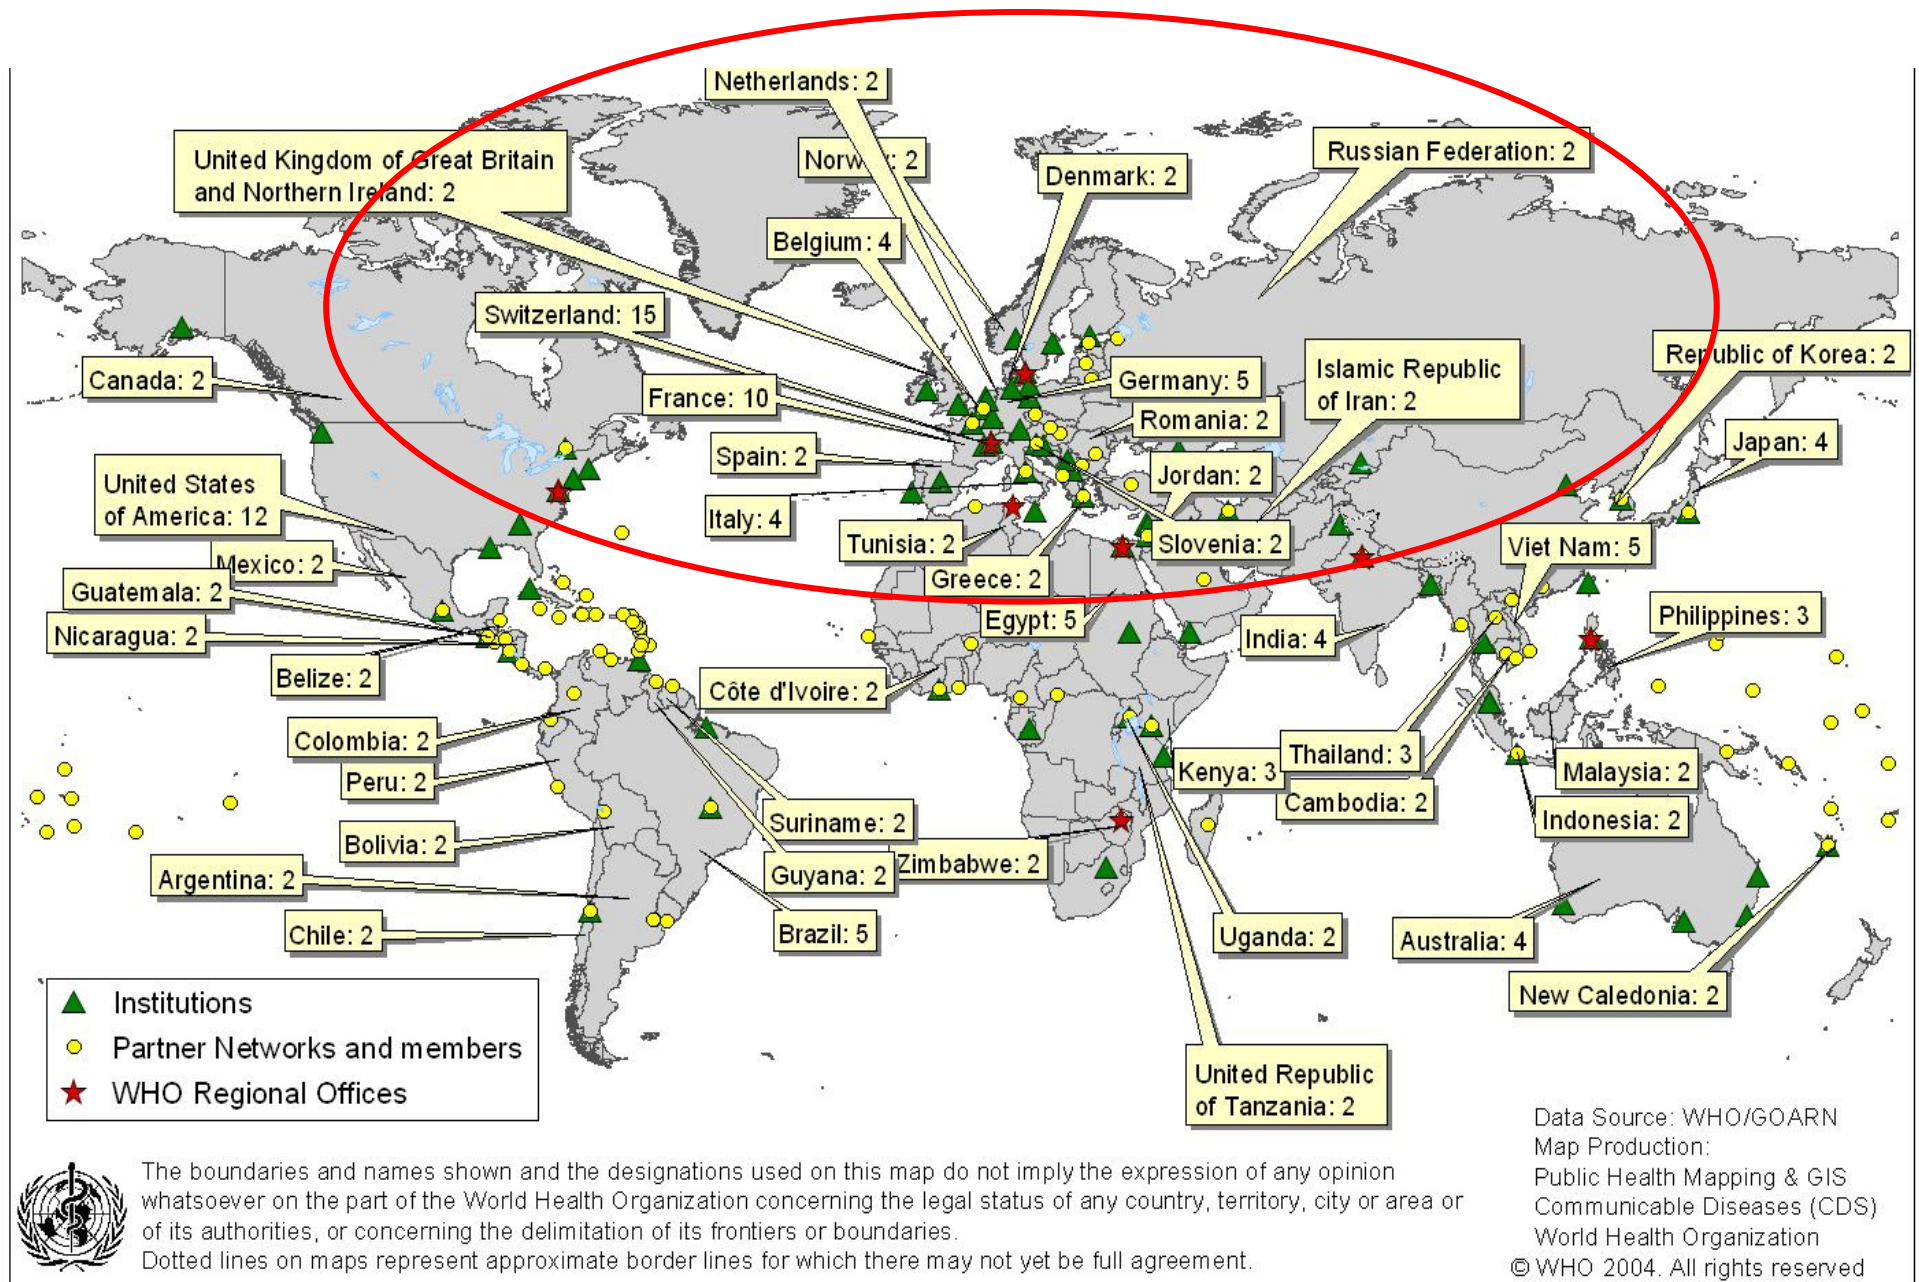 Netherlands: 2
United Kingdom of Great Britain
and Northern Ireland: 2
Norway: 2
Denmark: 2
Russian Federation: 2
Belgium: 4
Switzerland: 15
Canada: 2
France: 10
Germany: 5
Islamic Republic
of Iran: 2
Republic of Korea: 2
Romania: 2
Japan: 4
Spain: 2
Jordan: 2
United States
of America: 12
Italy: 4
Tunisia: 2
Slovenia: 2
Viet Nam: 5
Mexico: 2
Greece: 2
Guatemala: 2
Egypt: 5
Philippines: 3
Nicaragua: 2
India: 4
Belize: 2
Côte d'Ivoire: 2
Colombia: 2
Thailand: 3
Kenya: 3
Malaysia: 2
Peru: 2
Cambodia: 2
Suriname: 2
Indonesia: 2
Bolivia: 2
Zimbabwe: 2
Guyana: 2
Argentina: 2
Chile: 2
Brazil: 5
Uganda: 2
Australia: 4
New Caledonia: 2
Institutions
Partner Networks and members
WHO Regional Offices
United Republic
of Tanzania: 2
Data Source: WHO/GOARN
Map Production:
Public Health Mapping & GIS
Communicable Diseases (CDS)
World Health Organization
© WHO 2004. All rights reserved
The boundaries and names shown and the designations used on this map do not imply the expression of any opinion
whatsoever on the part of the World Health Organization concerning the legal status of any country, territory, city or area or
of its authorities, or concerning the delimitation of its frontiers or boundaries.
Dotted lines on maps represent approximate border lines for which there may not yet be full agreement.